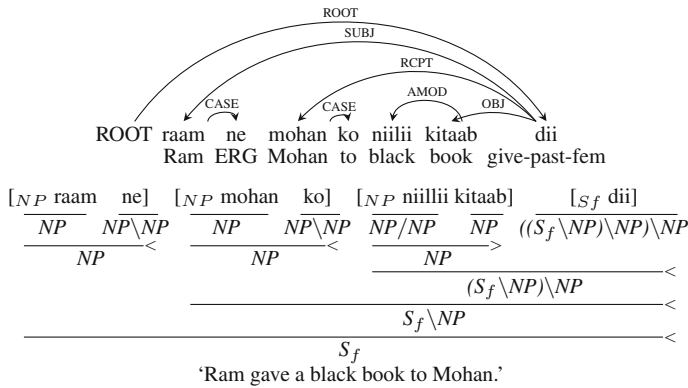 ROOT
SUBJ
RCPT
CASE CASE AMOD OBJ
ROOT raam ne mohan ko niilii kitaab dii
Ram ERG Mohan to black book give-past-fem
[NP raam ne] [NP mohan ko] [NP niillii kitaab] [Sf dii]
NP NP\NP NP NP\NP NP/NP NP ((Sf\NP)\NP)\NP
< < >
NP NP NP
<
(Sf\NP)\NP
<
Sf\NP
<
Sf
‘Ram gave a black book to Mohan.’